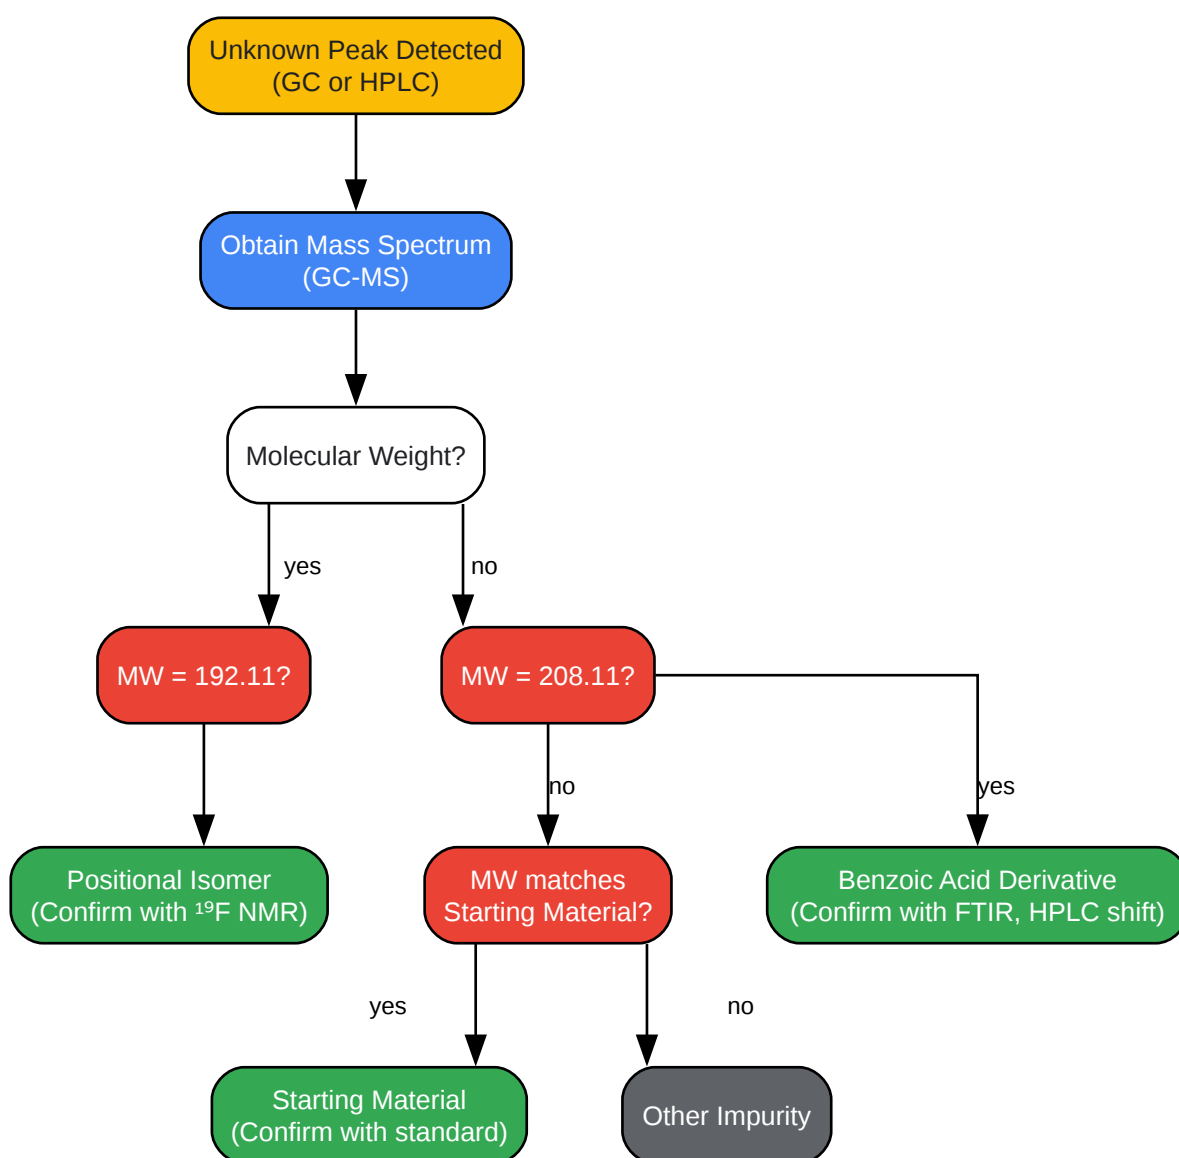 Unknown Peak Detected
(GC or HPLC)
Obtain Mass Spectrum
(GC-MS)
Molecular Weight?
yes
no
MW = 192.11?
MW = 208.11?
no
yes
Positional Isomer
(Confirm with ¹⁹F NMR)
MW matches
Starting Material?
Benzoic Acid Derivative
(Confirm with FTIR, HPLC shift)
yes
no
Starting Material
(Confirm with standard)
Other Impurity